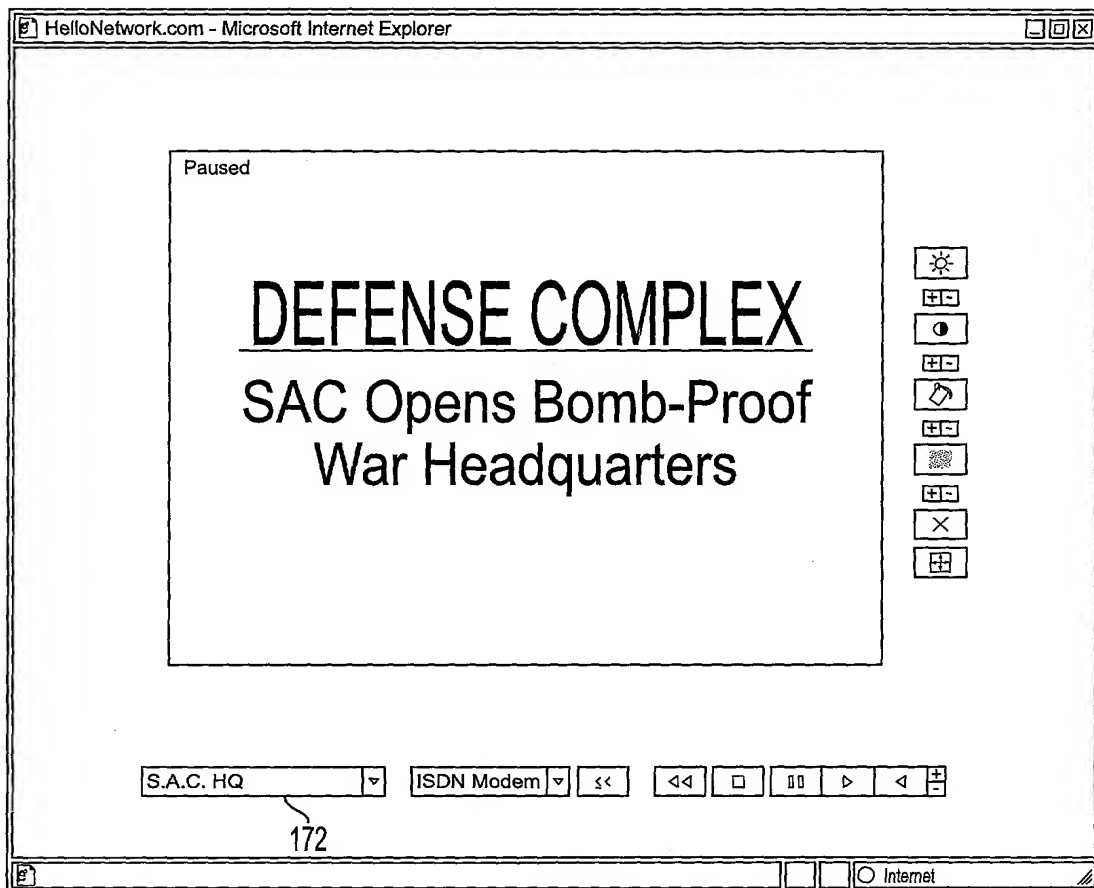 HelloNetwork.com - Microsoft Internet Explorer
Paused
DEFENSE COMPLEX
SAC Opens Bomb-Proof
War Headquarters
S.A.C. HQ
ISDN Modem
172
Internet